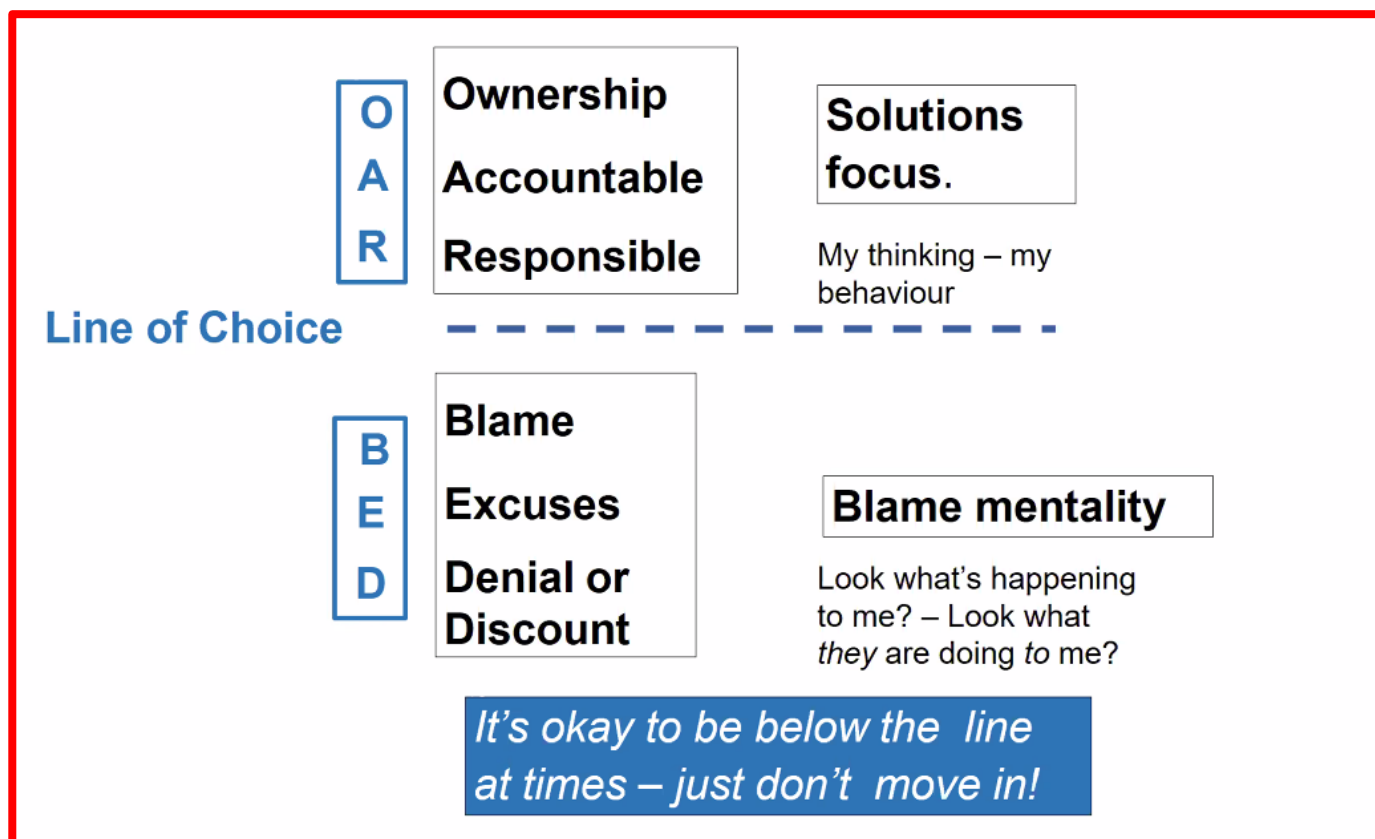 O
A
R
Ownership
Accountable
Responsible
Solutions
focus.
My thinking – my
behaviour
Line of Choice
B
E
D
Blame
Excuses
Denial or
Discount
Blame mentality
Look what’s happening
to me? – Look what
they are doing to me?
It’s okay to be below the line
at times – just don’t move in!